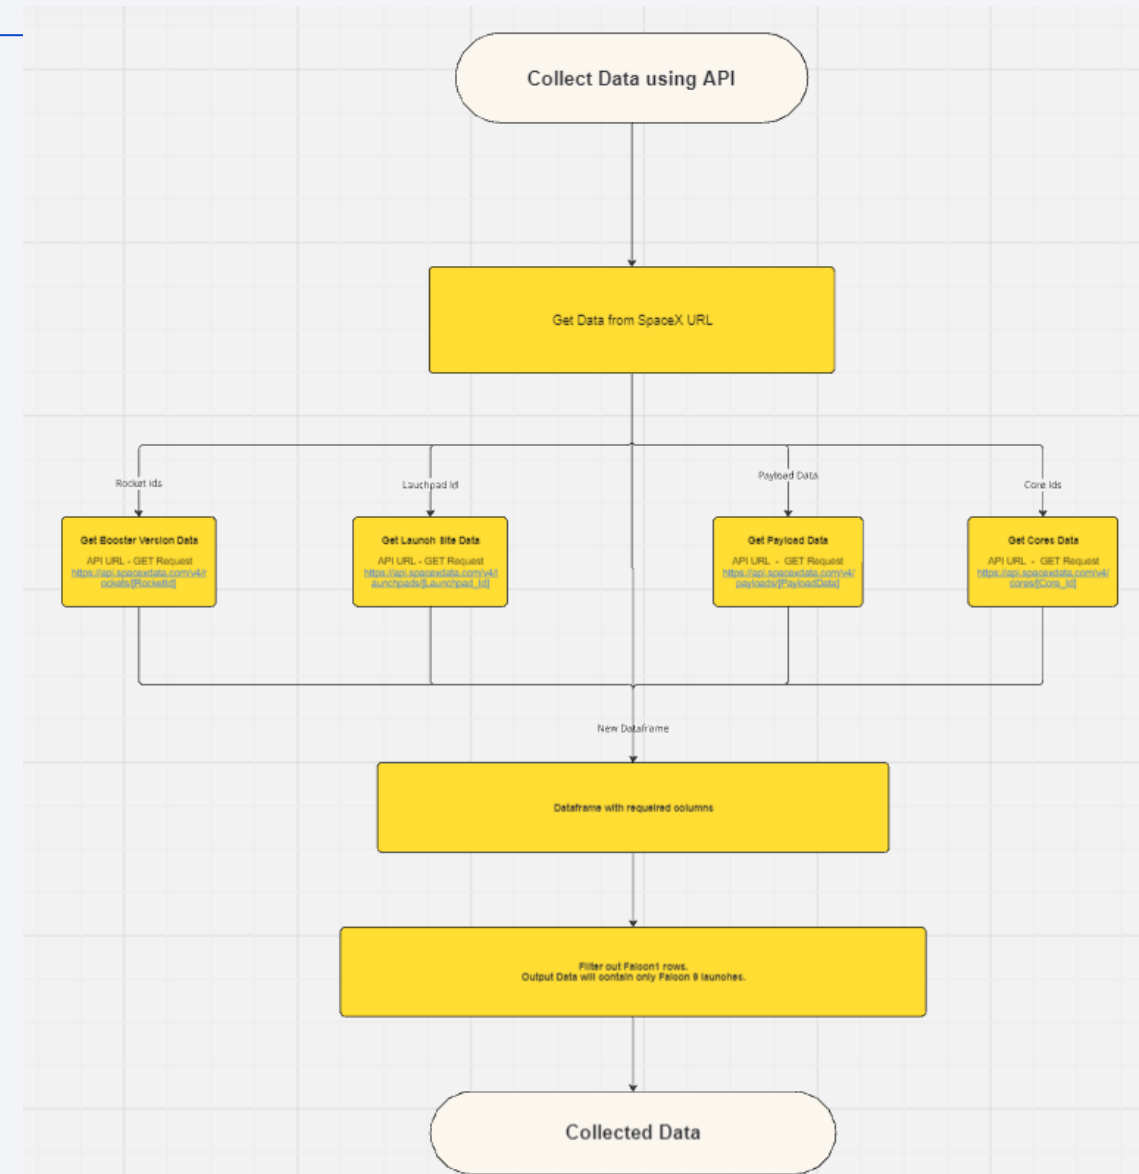 Collect Data using API
Get Data from SpaceX URL
Rocket Ids
Lauchpad Id
Payload Data
Core Ids
Get Booster Version Data
API URL - GET Request
https://api.spacexdata.com/v4/r
ockets/[RocketId]
Get Launch Site Data
API URL - GET Request
https://api.spacexdata.com/v4/l
aunchpads/[Launchpad_Id]
Get Payload Data
API URL - GET Request
https://api.spacexdata.com/v4/
payloads/[PayloadData]
Get Cores Data
API URL - GET Request
https://api.spacexdata.com/v4/
cores/[Core_Id]
New Dataframe
Dataframe with requeired columns
Filter out Falcon1 rows.
Output Data will contain only Falcon 9 launches.
Collected Data